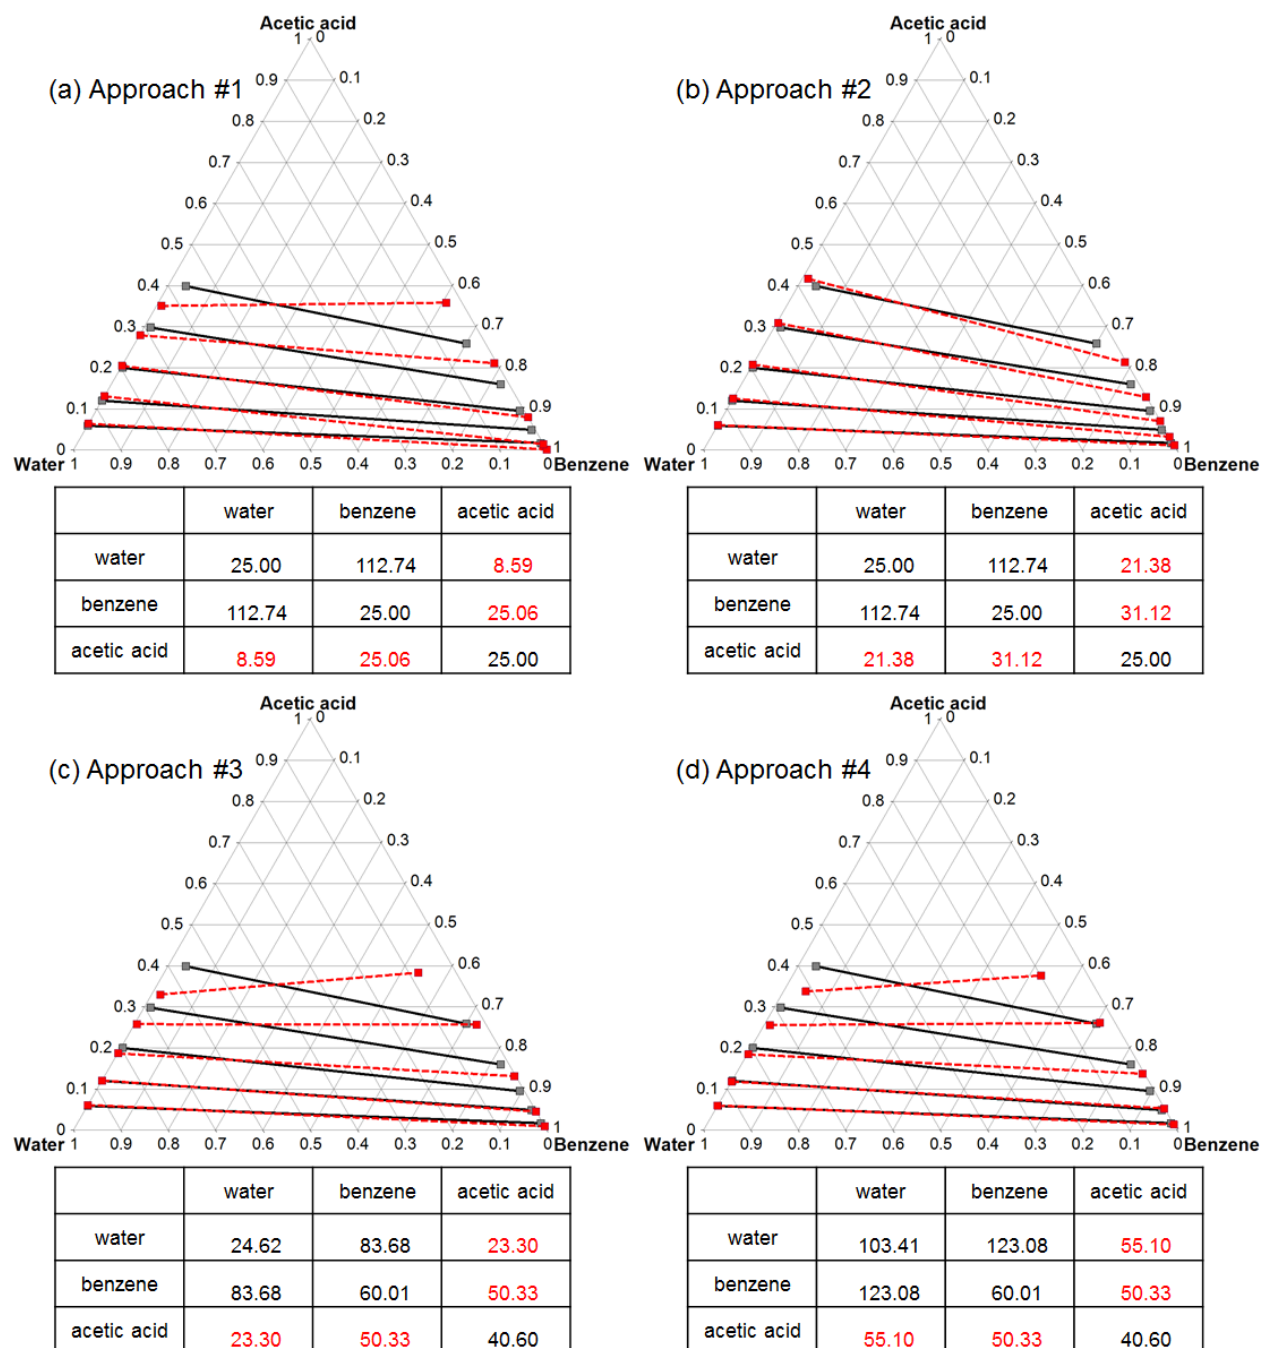 Acetic acid
1 0
(a) Approach #1
0.9 0.1
0.8 0.2
0.7 0.3
0.6 0.4
0.5 0.5
0.4 0.6
0.3 0.7
0.2 0.8
0.1 0.9
0 1
Water 1 0.9 0.8 0.7 0.6 0.5 0.4 0.3 0.2 0.1 0 Benzene
water benzene acetic acid
water 25.00 112.74 8.59
benzene 112.74 25.00 25.06
acetic acid 8.59 25.06 25.00
Acetic acid
1 0
(b) Approach #2
0.9 0.1
0.8 0.2
0.7 0.3
0.6 0.4
0.5 0.5
0.4 0.6
0.3 0.7
0.2 0.8
0.1 0.9
0 1
Water 1 0.9 0.8 0.7 0.6 0.5 0.4 0.3 0.2 0.1 0 Benzene
water benzene acetic acid
water 25.00 112.74 21.38
benzene 112.74 25.00 31.12
acetic acid 21.38 31.12 25.00
Acetic acid
1 0
(c) Approach #3
0.9 0.1
0.8 0.2
0.7 0.3
0.6 0.4
0.5 0.5
0.4 0.6
0.3 0.7
0.2 0.8
0.1 0.9
0 1
Water 1 0.9 0.8 0.7 0.6 0.5 0.4 0.3 0.2 0.1 0 Benzene
water benzene acetic acid
water 24.62 83.68 23.30
benzene 83.68 60.01 50.33
acetic acid 23.30 50.33 40.60
Acetic acid
1 0
(d) Approach #4
0.9 0.1
0.8 0.2
0.7 0.3
0.6 0.4
0.5 0.5
0.4 0.6
0.3 0.7
0.2 0.8
0.1 0.9
0 1
Water 1 0.9 0.8 0.7 0.6 0.5 0.4 0.3 0.2 0.1 0 Benzene
water benzene acetic acid
water 103.41 123.08 55.10
benzene 123.08 60.01 50.33
acetic acid 55.10 50.33 40.60